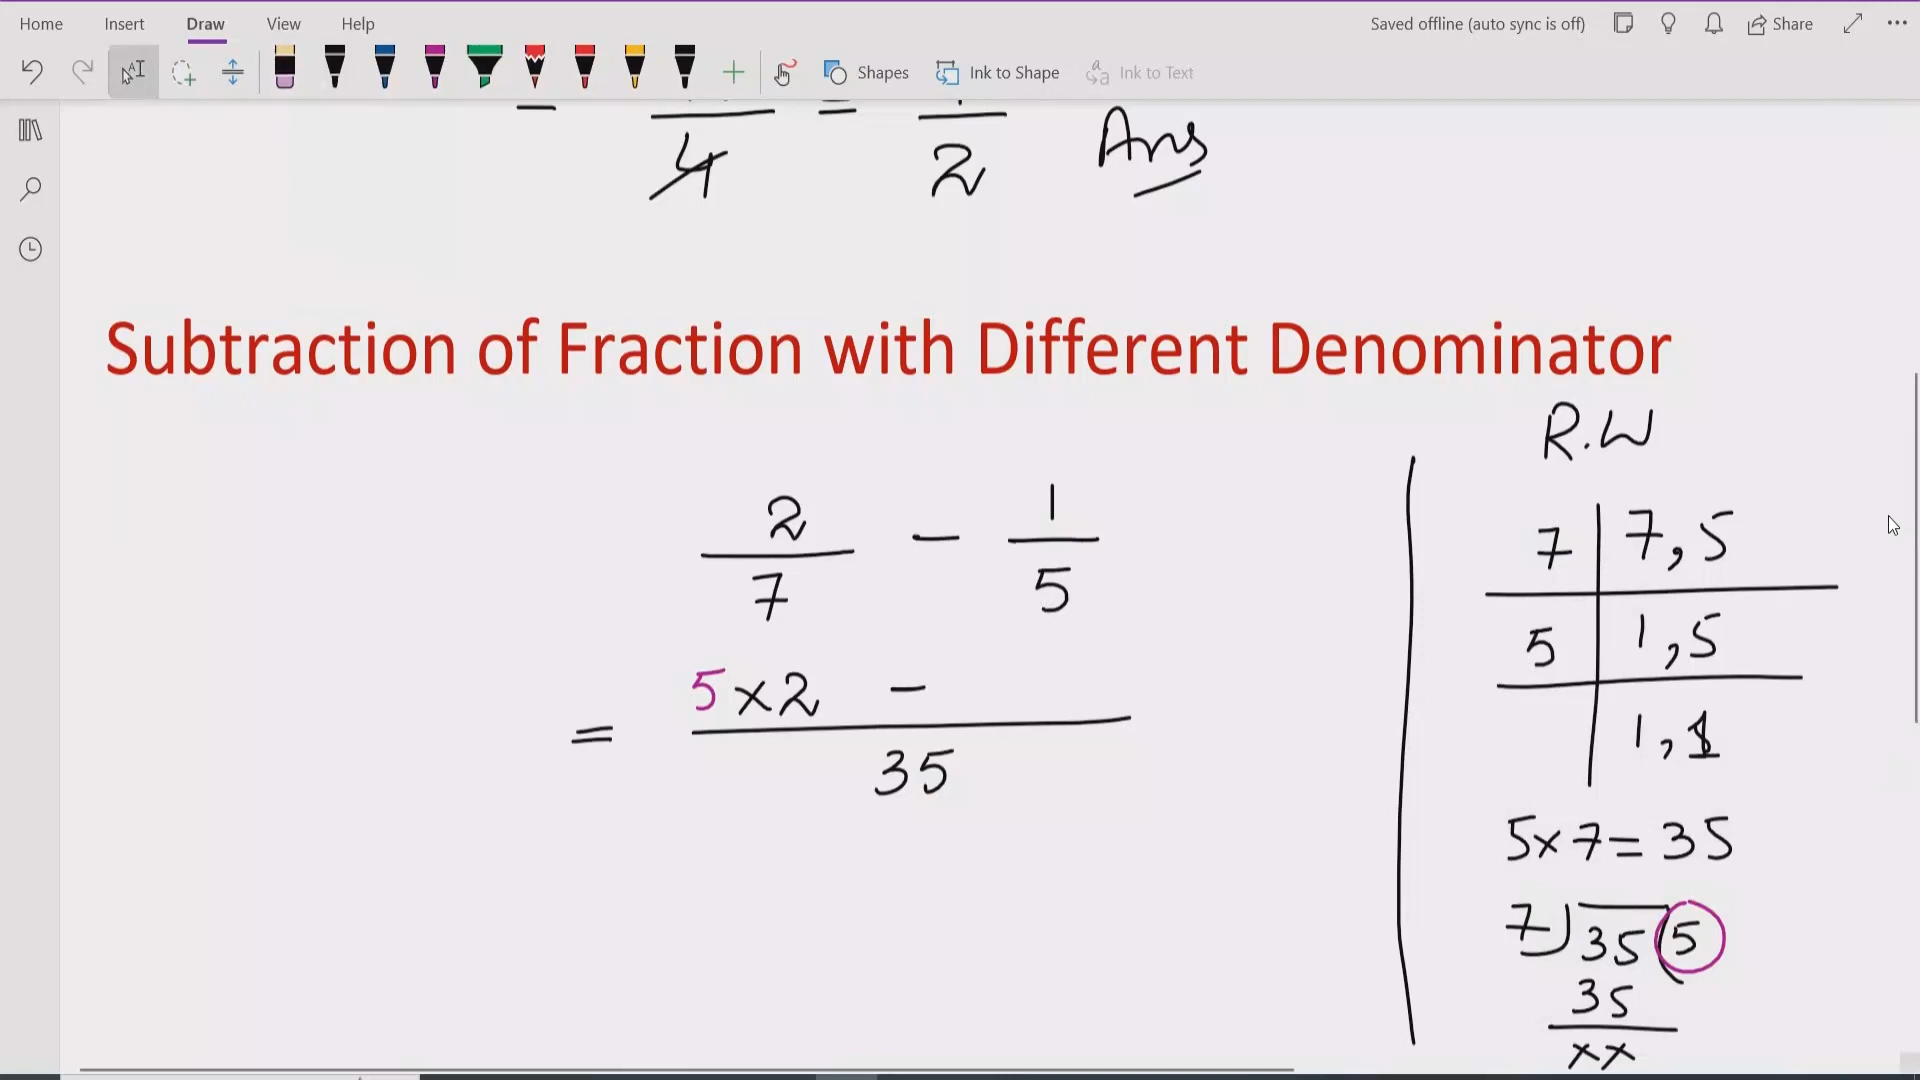 Home Insert Draw View Help
Saved offline (auto sync is off) Share
Shapes Ink to Shape Ink to Text
- 4 = 2 Ans
Subtraction of Fraction with Different Denominator
2/7 - 1/5
= 5×2 - / 35
R.W
7 | 7, 5
5 | 1, 5
1, 1
5×7=35
7)35(5
35
××